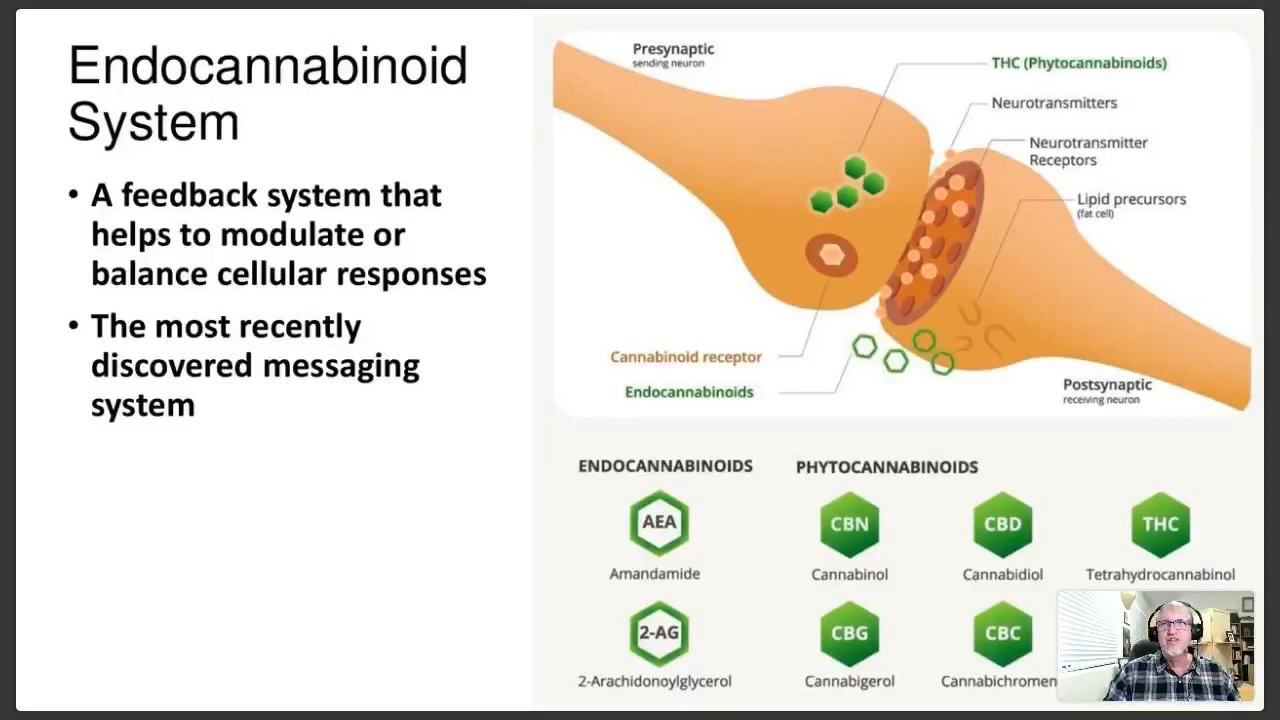 Endocannabinoid
System
• A feedback system that
helps to modulate or
balance cellular responses
• The most recently
discovered messaging
system
Presynaptic
sending neuron
THC (Phytocannabinoids)
Neurotransmitters
Neurotransmitter
Receptors
Lipid precursors
(fat cell)
Cannabinoid receptor
Endocannabinoids
Postsynaptic
receiving neuron
ENDOCANNABINOIDS
PHYTOCANNABINOIDS
AEA
CBN
CBD
THC
Amandamide
Cannabinol
Cannabidiol
Tetrahydrocannabinol
2-AG
CBG
CBC
2-Arachidonoylglycerol
Cannabigerol
Cannabichromen